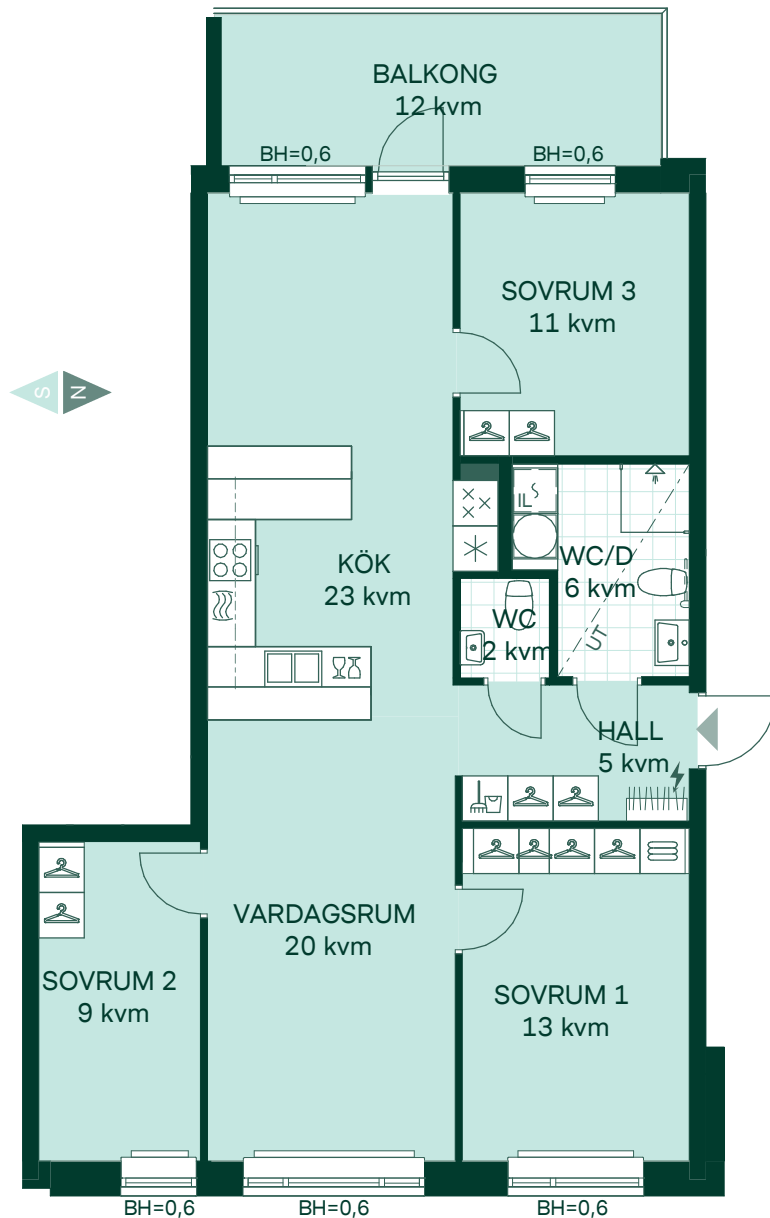 BALKONG
12 kvm
BH=0,6
BH=0,6
SOVRUM 3
11 kvm
S
N
IL
KÖK
23 kvm
WC/D
6 kvm
WC
2 kvm
UT
HALL
5 kvm
VARDAGSRUM
20 kvm
SOVRUM 2
9 kvm
SOVRUM 1
13 kvm
BH=0,6
BH=0,6
BH=0,6